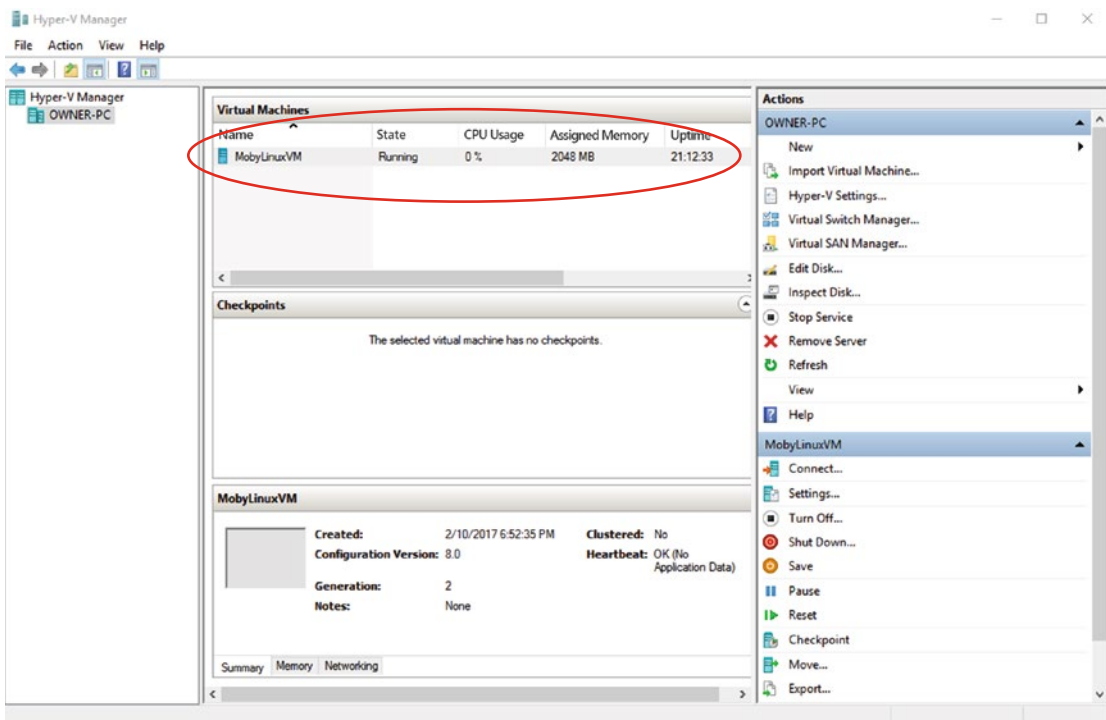 Hyper-V Manager
File Action View Help
Hyper-V Manager
OWNER-PC
Virtual Machines
Name State CPU Usage Assigned Memory Uptime
MobyLinuxVM Running 0 % 2048 MB 21:12:33
Checkpoints
The selected virtual machine has no checkpoints.
MobyLinuxVM
Created: 2/10/2017 6:52:35 PM Clustered: No
Configuration Version: 8.0 Heartbeat: OK (No
Application Data)
Generation: 2
Notes: None
Summary Memory Networking
Actions
OWNER-PC
New
Import Virtual Machine...
Hyper-V Settings...
Virtual Switch Manager...
Virtual SAN Manager...
Edit Disk...
Inspect Disk...
Stop Service
Remove Server
Refresh
View
Help
MobyLinuxVM
Connect...
Settings...
Turn Off...
Shut Down...
Save
Pause
Reset
Checkpoint
Move...
Export...